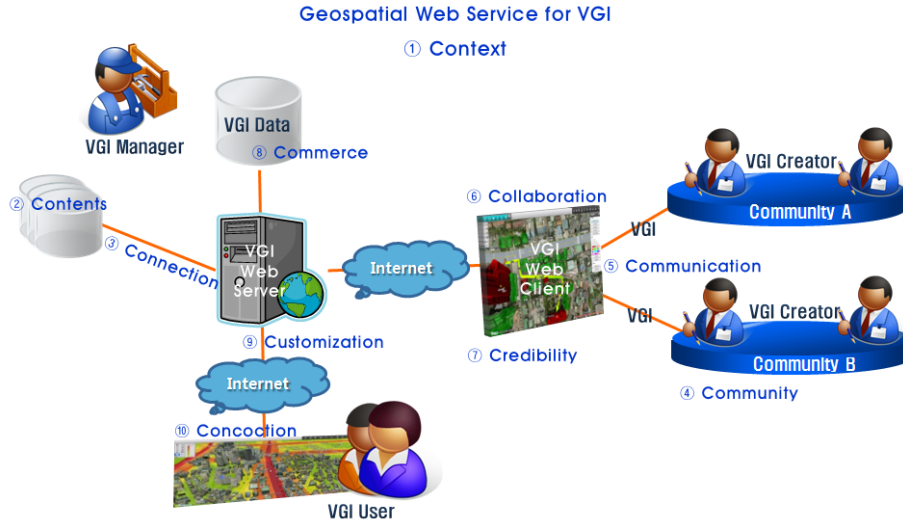 Geospatial Web Service for VGI
① Context
VGI Manager
VGI Data
⑧ Commerce
② Contents
③ Connection
VGI
Web
Server
Internet
⑥ Collaboration
VGI
Web
Client
⑦ Credibility
VGI Creator
Community A
VGI
⑤ Communication
VGI
VGI Creator
Community B
④ Community
⑨ Customization
Internet
⑩ Concoction
VGI User